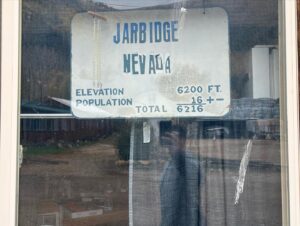 JARBIDGE
NEVADA
ELEVATION 6200 FT.
POPULATION 16 +-
TOTAL 6216